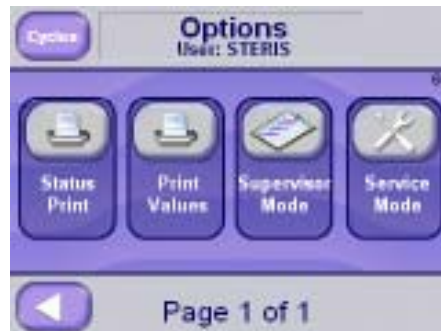 Cycles
Options
User: STERIS
Status
Print
Print
Values
Supervisor
Mode
Service
Mode
Page 1 of 1